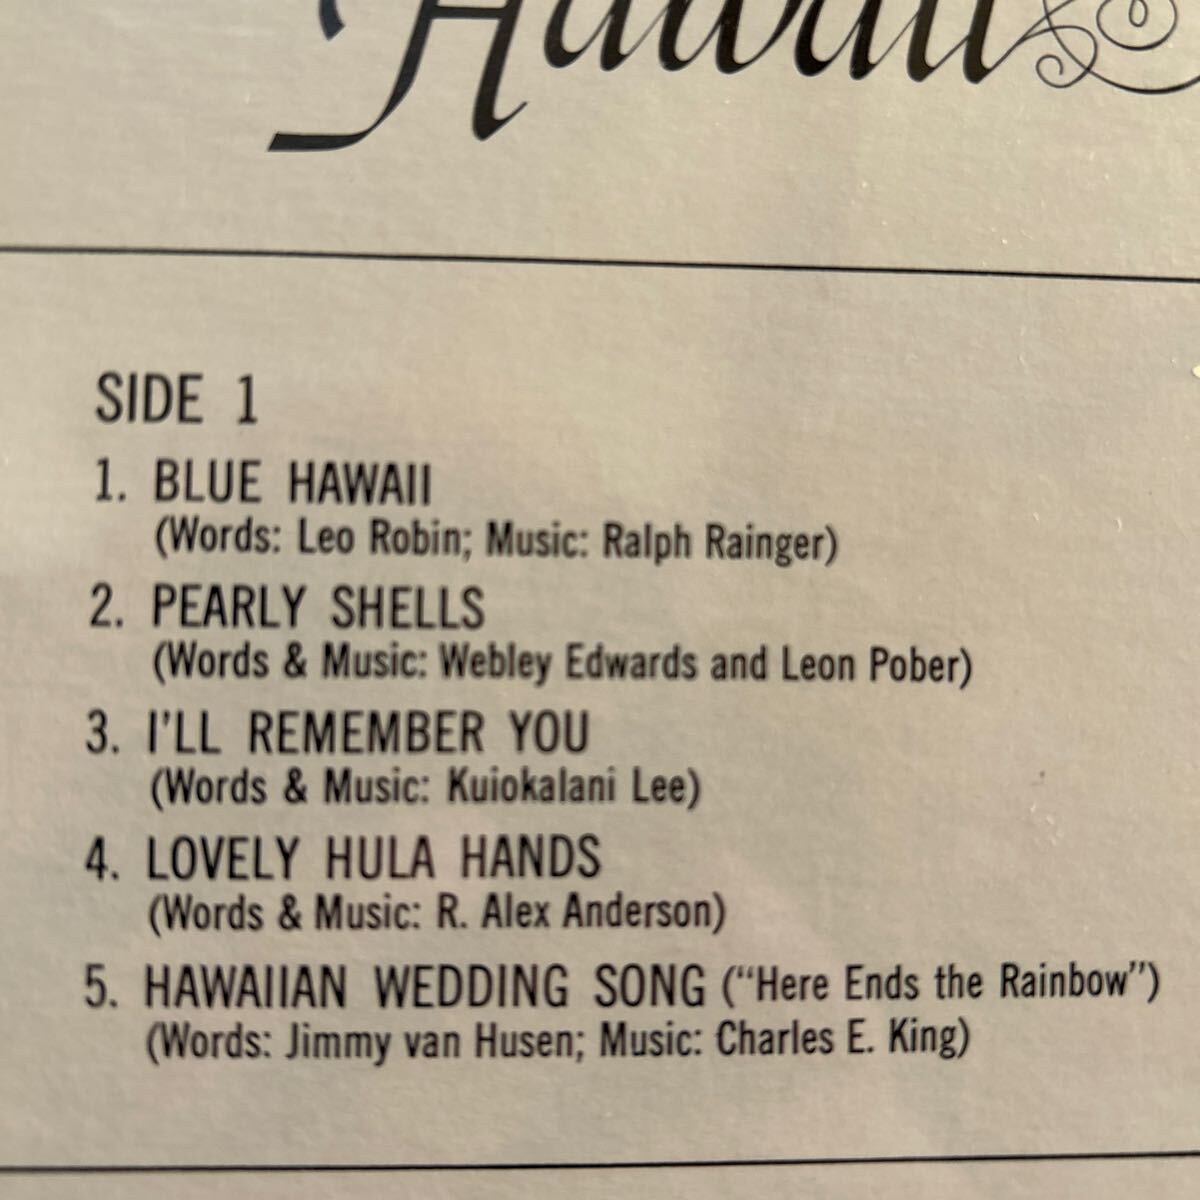 Hawaii
SIDE 1
1. BLUE HAWAII
(Words: Leo Robin; Music: Ralph Rainger)
2. PEARLY SHELLS
(Words & Music: Webley Edwards and Leon Pober)
3. I'LL REMEMBER YOU
(Words & Music: Kuiokalani Lee)
4. LOVELY HULA HANDS
(Words & Music: R. Alex Anderson)
5. HAWAIIAN WEDDING SONG ("Here Ends the Rainbow")
(Words: Jimmy van Husen; Music: Charles E. King)